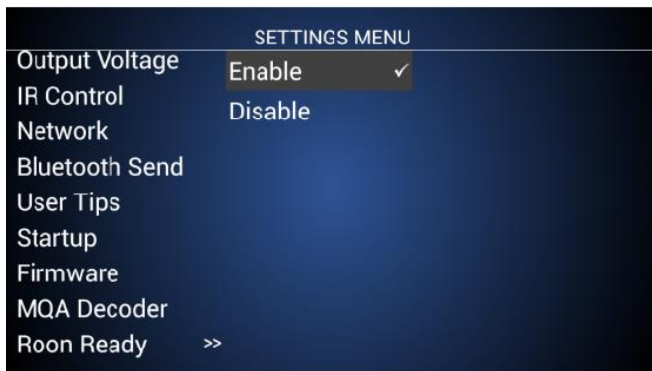 SETTINGS MENU
Output Voltage
IR Control
Network
Bluetooth Send
User Tips
Startup
Firmware
MQA Decoder
Roon Ready >>
Enable ✓
Disable